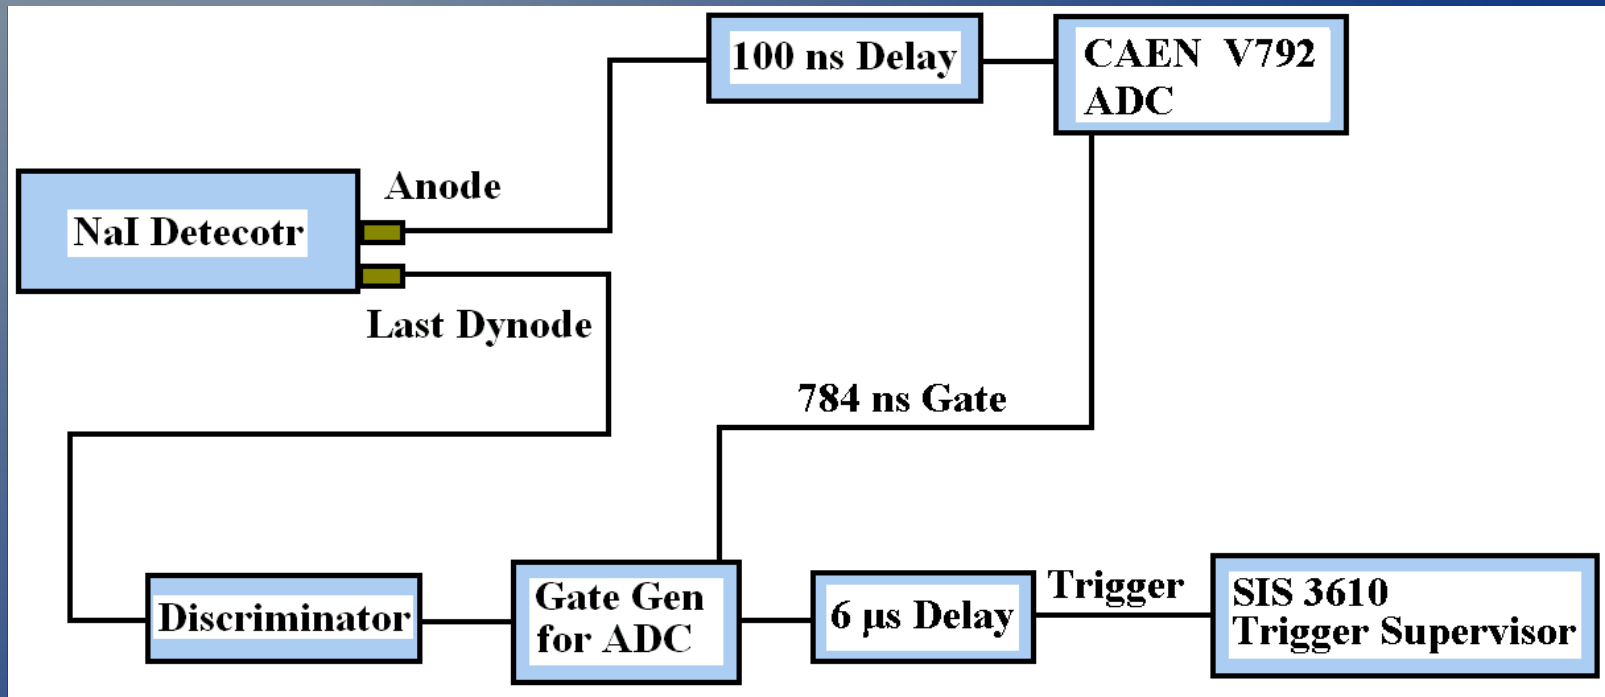 100 ns Delay
CAEN V792
ADC
Anode
NaI Detecotr
Last Dynode
784 ns Gate
Discriminator
Gate Gen
for ADC
6 μs Delay
Trigger
SIS 3610
Trigger Supervisor